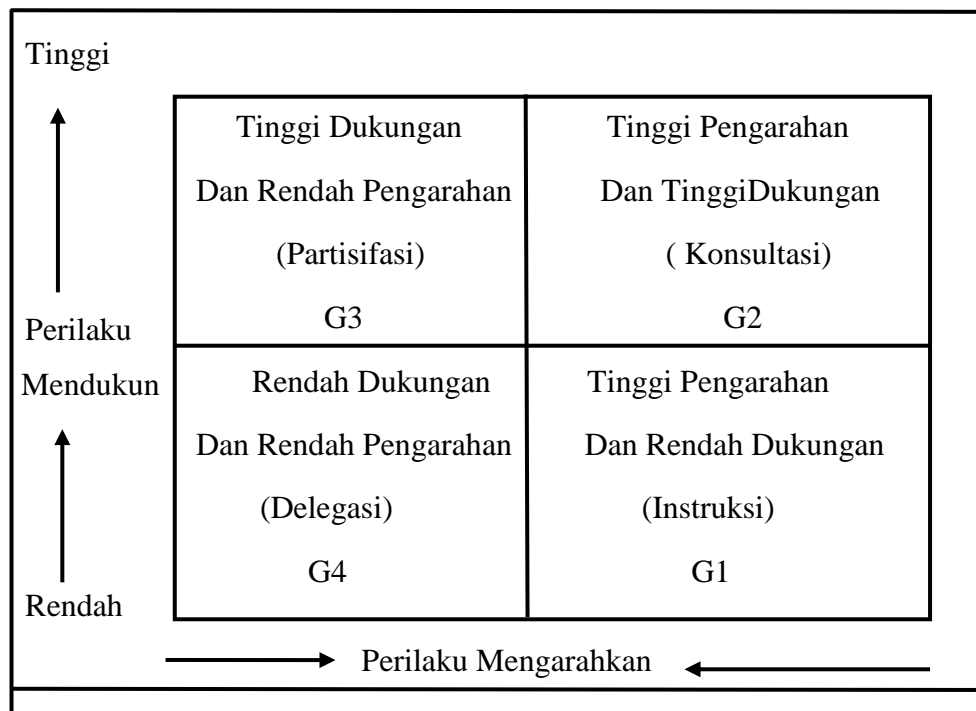 Tinggi
Tinggi Dukungan
Dan Rendah Pengarahan
(Partisifasi)
G3
Tinggi Pengarahan
Dan TinggiDukungan
( Konsultasi)
G2
Perilaku
Mendukun
Rendah Dukungan
Dan Rendah Pengarahan
(Delegasi)
G4
Tinggi Pengarahan
Dan Rendah Dukungan
(Instruksi)
G1
Rendah
Perilaku Mengarahkan